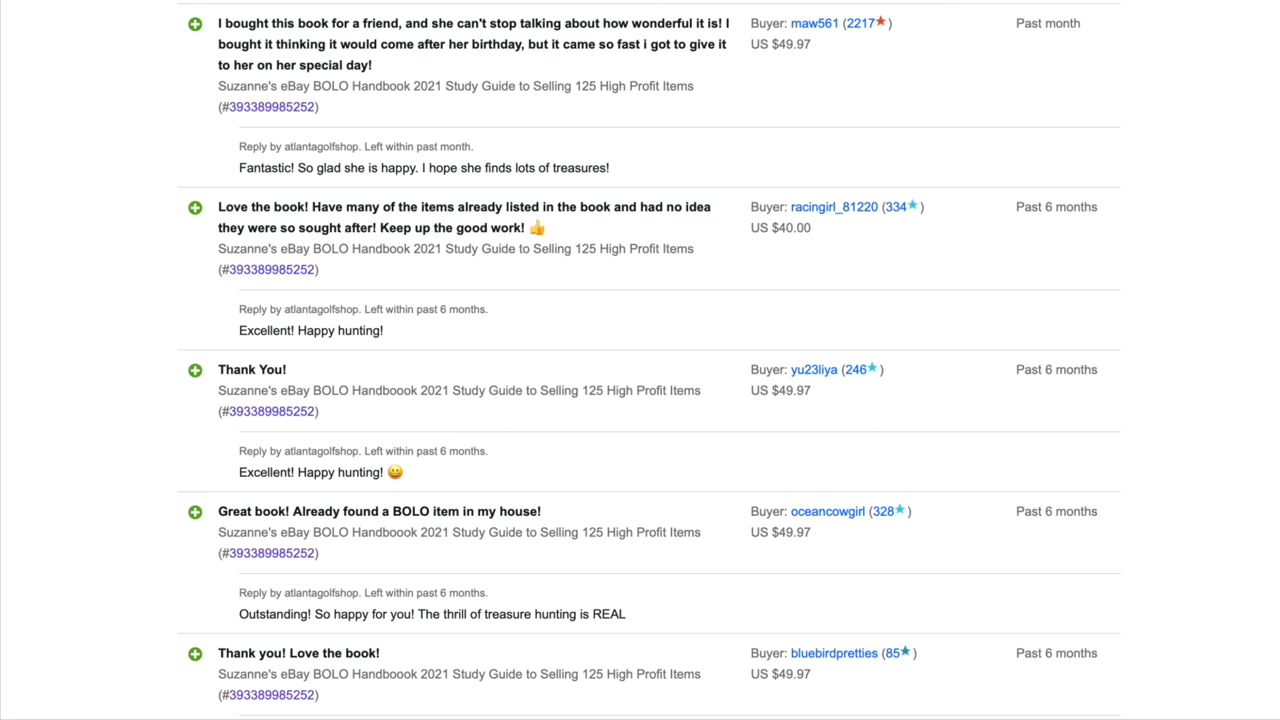 I bought this book for a friend, and she can't stop talking about how wonderful it is! I
bought it thinking it would come after her birthday, but it came so fast i got to give it
to her on her special day!
Suzanne's eBay BOLO Handbook 2021 Study Guide to Selling 125 High Profit Items
(#393389985252)
Buyer: maw561 (2217★)
US $49.97
Past month
Reply by atlantagolfshop. Left within past month.
Fantastic! So glad she is happy. I hope she finds lots of treasures!
Love the book! Have many of the items already listed in the book and had no idea
they were so sought after! Keep up the good work! 👍
Suzanne's eBay BOLO Handbook 2021 Study Guide to Selling 125 High Profit Items
(#393389985252)
Buyer: racingirl_81220 (334★)
US $40.00
Past 6 months
Reply by atlantagolfshop. Left within past 6 months.
Excellent! Happy hunting!
Thank You!
Suzanne's eBay BOLO Handboook 2021 Study Guide to Selling 125 High Profit Items
(#393389985252)
Buyer: yu23liya (246★)
US $49.97
Past 6 months
Reply by atlantagolfshop. Left within past 6 months.
Excellent! Happy hunting! 😀
Great book! Already found a BOLO item in my house!
Suzanne's eBay BOLO Handboook 2021 Study Guide to Selling 125 High Profit Items
(#393389985252)
Buyer: oceancowgirl (328★)
US $49.97
Past 6 months
Reply by atlantagolfshop. Left within past 6 months.
Outstanding! So happy for you! The thrill of treasure hunting is REAL
Thank you! Love the book!
Suzanne's eBay BOLO Handboook 2021 Study Guide to Selling 125 High Profit Items
(#393389985252)
Buyer: bluebirdpretties (85★)
US $49.97
Past 6 months